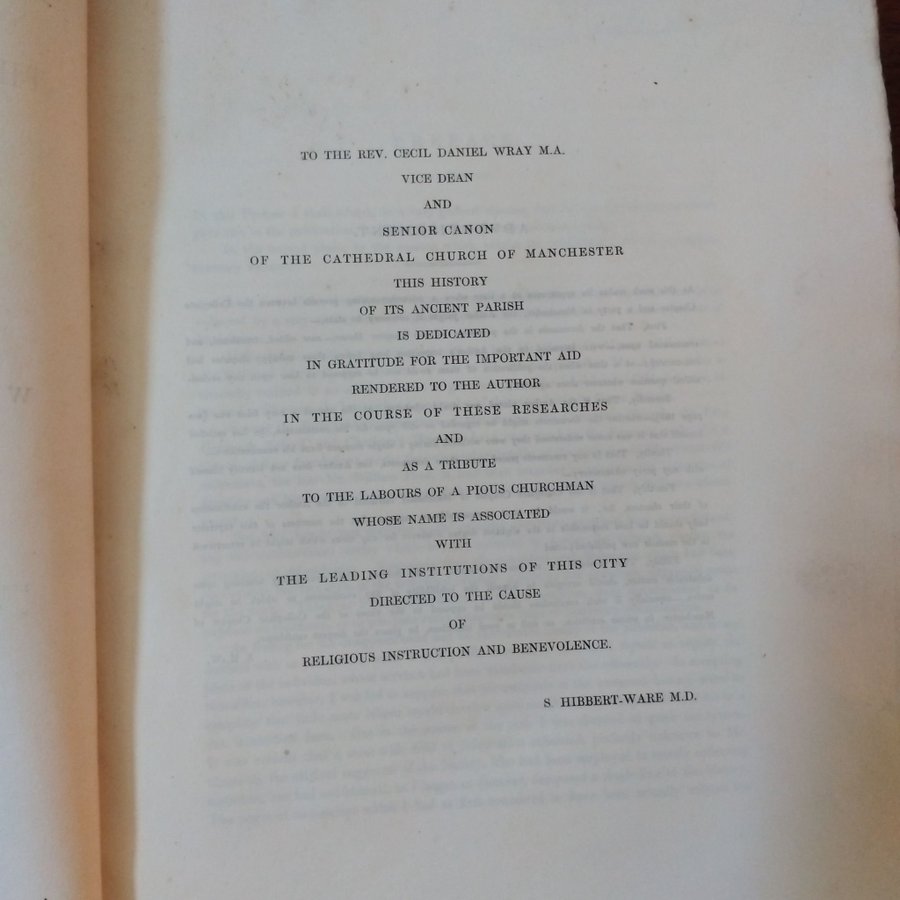 TO THE REV. CECIL DANIEL WRAY M.A.
VICE DEAN
AND
SENIOR CANON
OF THE CATHEDRAL CHURCH OF MANCHESTER
THIS HISTORY
OF ITS ANCIENT PARISH
IS DEDICATED
IN GRATITUDE FOR THE IMPORTANT AID
RENDERED TO THE AUTHOR
IN THE COURSE OF THESE RESEARCHES
AND
AS A TRIBUTE
TO THE LABOURS OF A PIOUS CHURCHMAN
WHOSE NAME IS ASSOCIATED
WITH
THE LEADING INSTITUTIONS OF THIS CITY
DIRECTED TO THE CAUSE
OF
RELIGIOUS INSTRUCTION AND BENEVOLENCE.
S. HIBBERT-WARE M.D.